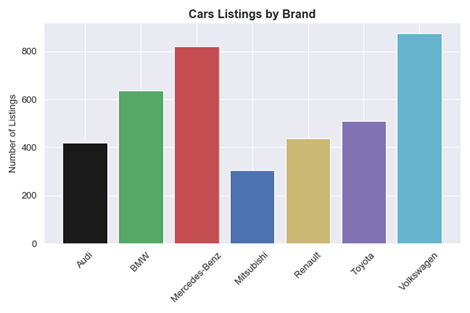 Cars Listings by Brand
Number of Listings
800
600
400
200
0
Audi
BMW
Mercedes-Benz
Mitsubishi
Renault
Toyota
Volkswagen